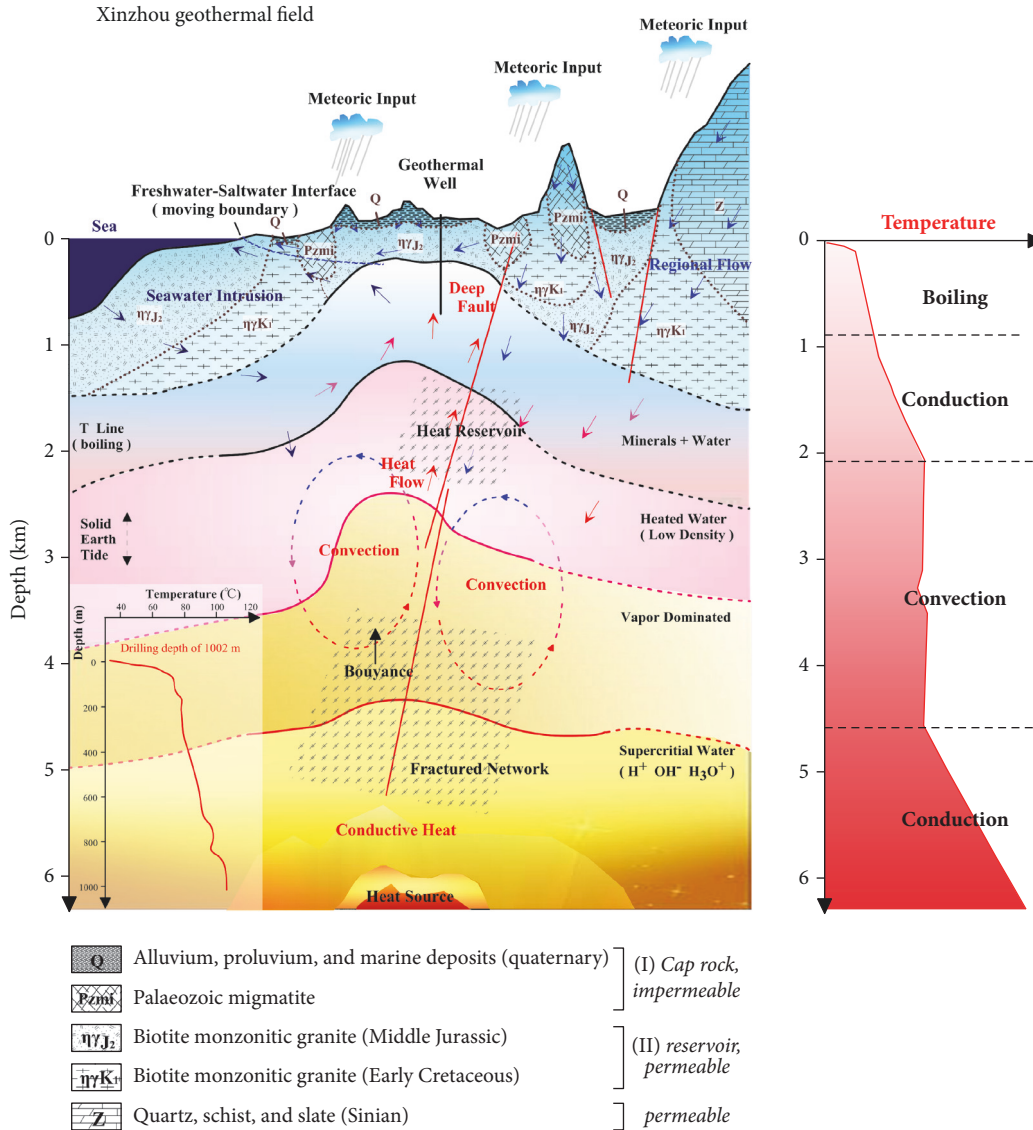 Xinzhou geothermal field
Meteoric Input
Meteoric Input
Meteoric Input
Geothermal
Well
Freshwater-Saltwater Interface
( moving boundary )
Q
Q
Q
Sea
Pzmi
ηγJ₂
Pzmi
Pzmi
ηγJ₂
Z
Regional Flow
Seawater Intrusion
ηγJ₂
ηγK₁
Deep
Fault
ηγK₁
ηγJ₂
ηγK₁
T Line
( boiling )
Heat Reservoir
Minerals + Water
Heat
Flow
Solid
Earth
Tide
Convection
Convection
Heated Water
( Low Density )
Vapor Dominated
Bouyance
Supercritial Water
( H⁺ OH⁻ H₃O⁺ )
Fractured Network
Conductive Heat
Heat Source
Depth (km)
0
1
2
3
4
5
6
Temperature (℃)
40 60 80 100 120
Depth (m)
Drilling depth of 1002 m
0
200
400
600
800
1000
Temperature
0
1
2
3
4
5
6
Boiling
Conduction
Convection
Conduction
Q Alluvium, proluvium, and marine deposits (quaternary)
Pzmi Palaeozoic migmatite
(I) Cap rock,
impermeable
ηγJ₂ Biotite monzonitic granite (Middle Jurassic)
ηγK₁ Biotite monzonitic granite (Early Cretaceous)
(II) reservoir,
permeable
Z Quartz, schist, and slate (Sinian)
permeable